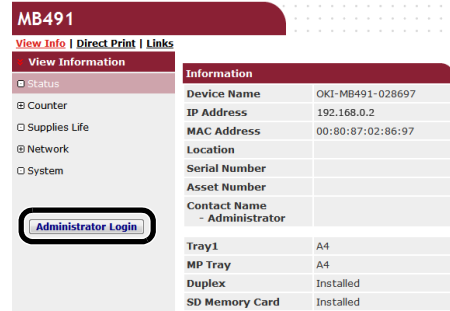 MB491
View Info | Direct Print | Links
View Information
Status
Counter
Supplies Life
Network
System
Administrator Login
Information
Device Name OKI-MB491-028697
IP Address 192.168.0.2
MAC Address 00:80:87:02:86:97
Location
Serial Number
Asset Number
Contact Name
- Administrator
Tray1 A4
MP Tray A4
Duplex Installed
SD Memory Card Installed